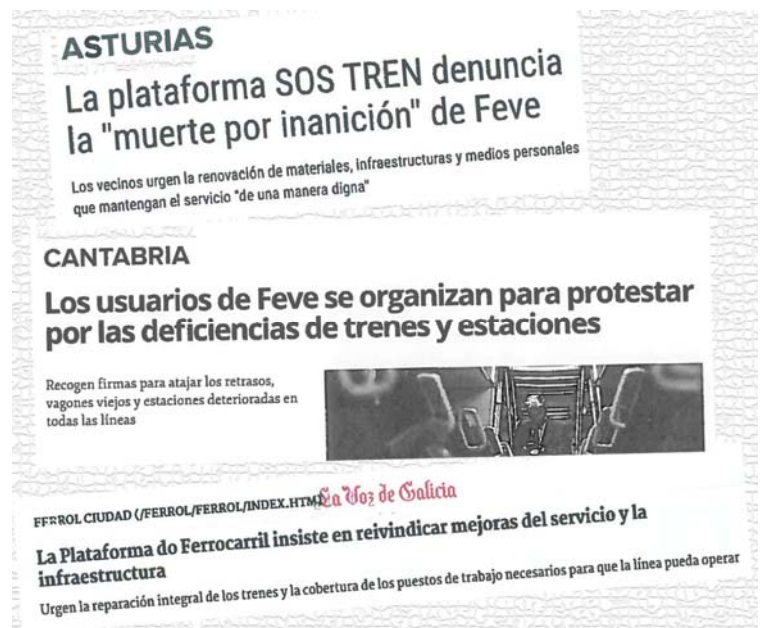 ASTURIAS
La plataforma SOS TREN denuncia
la "muerte por inanición" de Feve
Los vecinos urgen la renovación de materiales, infraestructuras y medios personales
que mantengan el servicio "de una manera digna"
CANTABRIA
Los usuarios de Feve se organizan para protestar
por las deficiencias de trenes y estaciones
Recogen firmas para atajar los retrasos,
vagones viejos y estaciones deterioradas en
todas las líneas
FERROL CIUDAD (/FERROL/FERROL/INDEX.HTM La Voz de Galicia
La Plataforma do Ferrocarril insiste en reivindicar mejoras del servicio y la
infraestructura
Urgen la reparación integral de los trenes y la cobertura de los puestos de trabajo necesarios para que la línea pueda operar